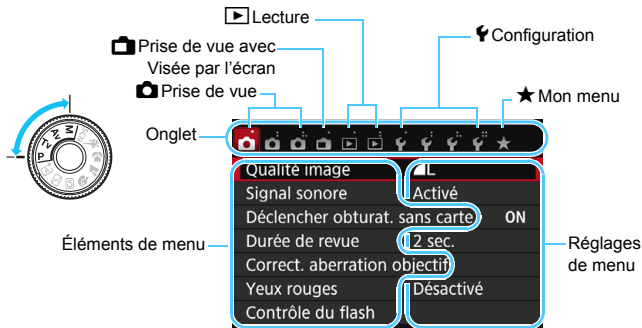 Lecture
Prise de vue avec
Visée par l'écran
Prise de vue
Configuration
Mon menu
Onglet
P Tv Av M
Qualité image L
Signal sonore Activé
Déclencher obturat. sans carte ON
Durée de revue 2 sec.
Correct. aberration objectif
Yeux rouges Désactivé
Contrôle du flash
Éléments de menu
Réglages
de menu